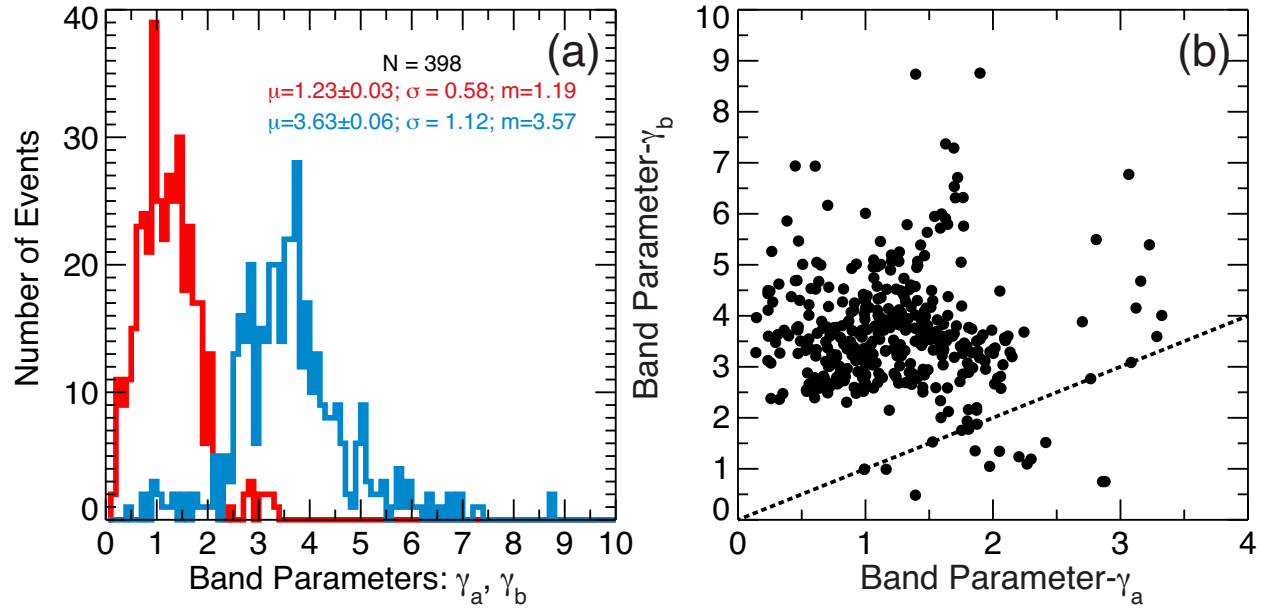 (a)
N = 398
μ=1.23±0.03; σ = 0.58; m=1.19
μ=3.63±0.06; σ = 1.12; m=3.57
Number of Events
40
30
20
10
0
0 1 2 3 4 5 6 7 8 9 10
Band Parameters: γa, γb
(b)
Band Parameter-γb
10
9
8
7
6
5
4
3
2
1
0
0 1 2 3 4
Band Parameter-γa